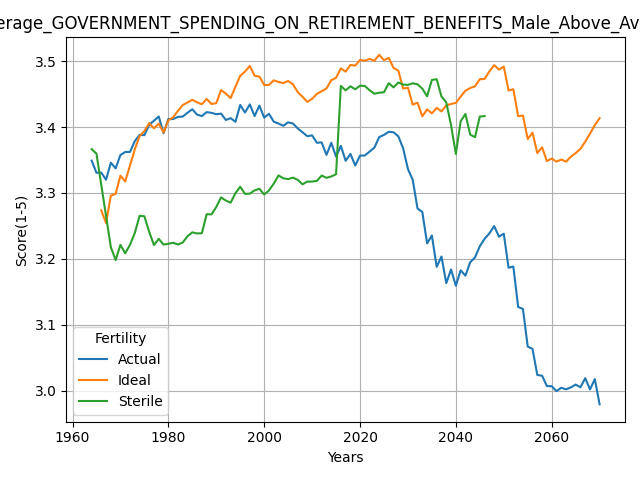 erage_GOVERNMENT_SPENDING_ON_RETIREMENT_BENEFITS_Male_Above_Av
3.5
3.4
3.3
3.2
3.1
3.0
Score(1-5)
Fertility
Actual
Ideal
Sterile
1960 1980 2000 2020 2040 2060
Years